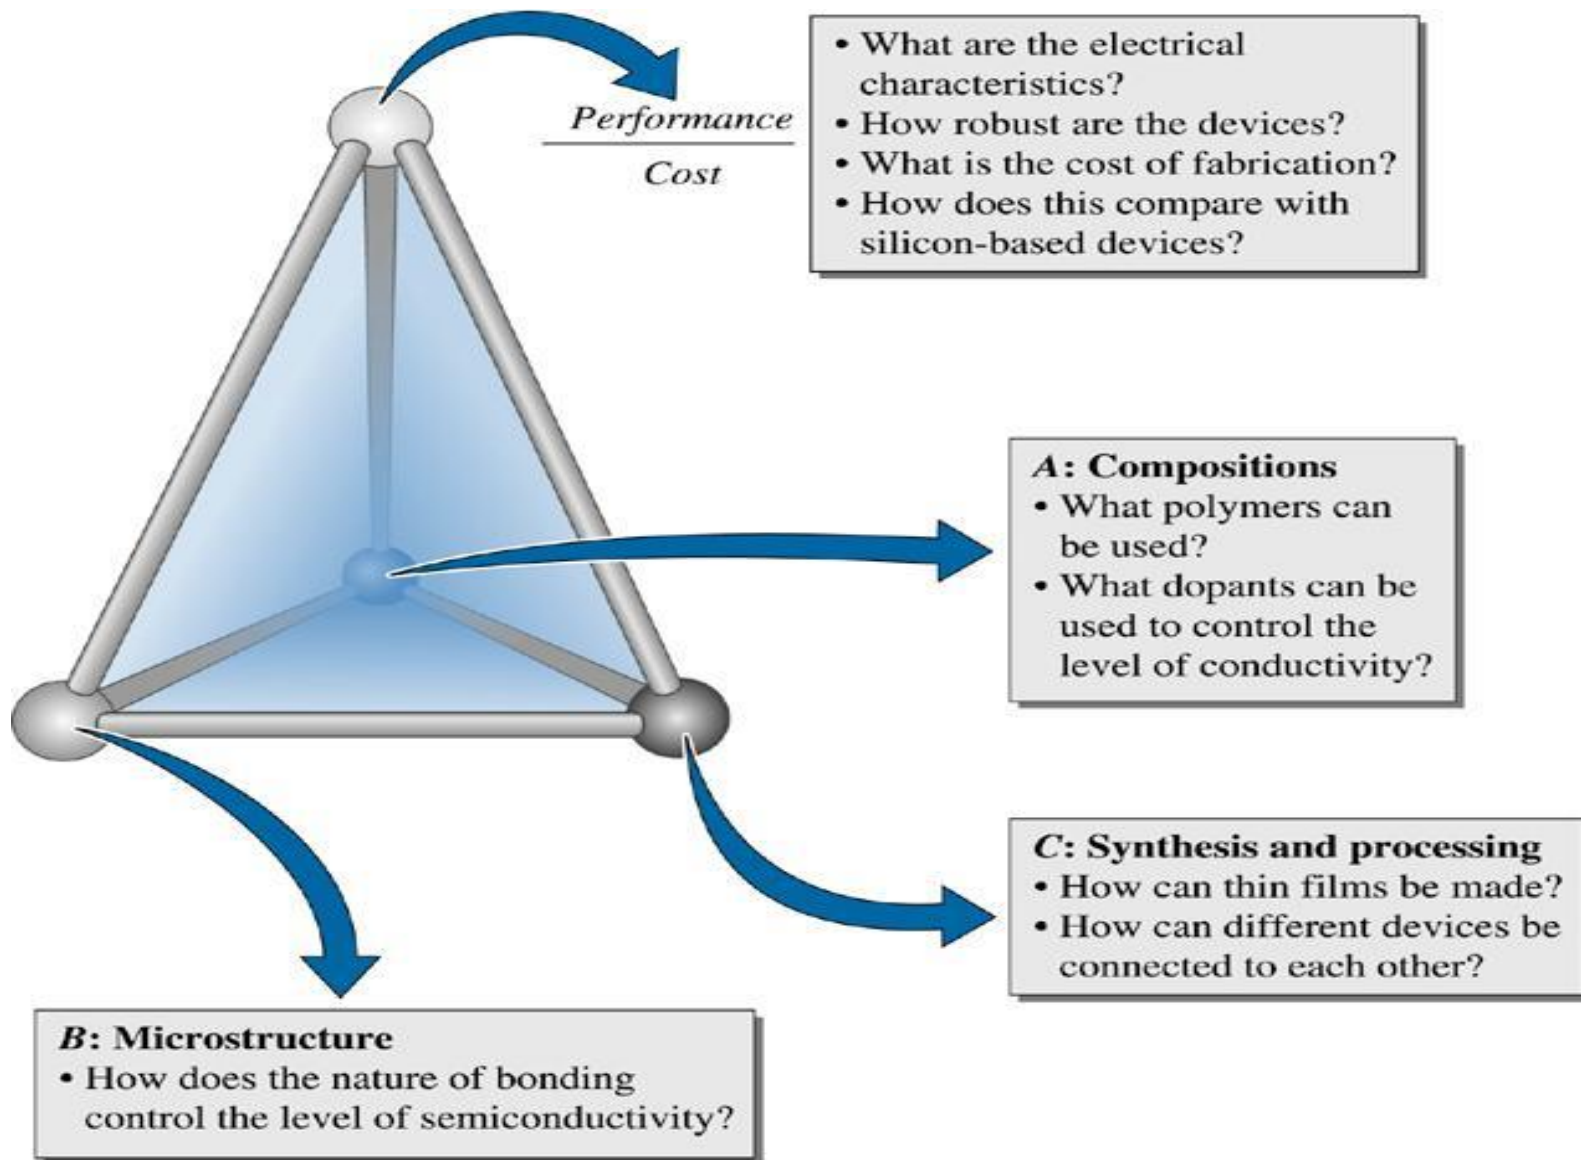 Performance
Cost
• What are the electrical
characteristics?
• How robust are the devices?
• What is the cost of fabrication?
• How does this compare with
silicon-based devices?
A: Compositions
• What polymers can
be used?
• What dopants can be
used to control the
level of conductivity?
C: Synthesis and processing
• How can thin films be made?
• How can different devices be
connected to each other?
B: Microstructure
• How does the nature of bonding
control the level of semiconductivity?